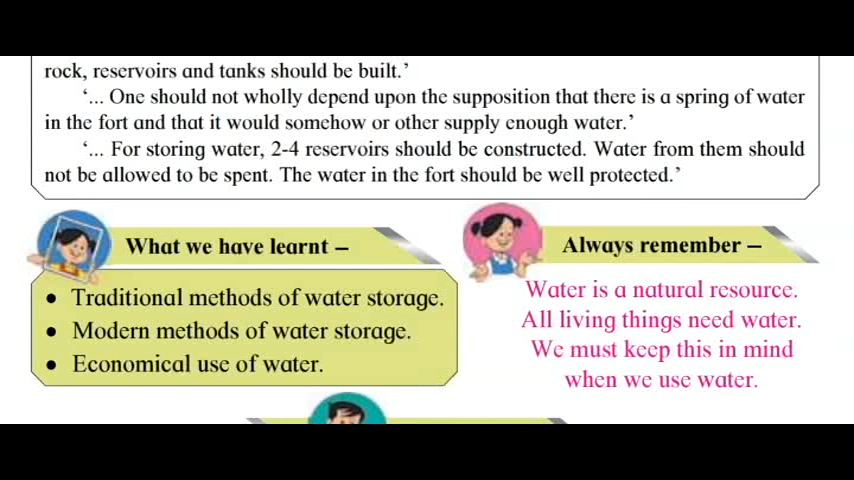 rock, reservoirs and tanks should be built.’
‘... One should not wholly depend upon the supposition that there is a spring of water
in the fort and that it would somehow or other supply enough water.’
‘... For storing water, 2-4 reservoirs should be constructed. Water from them should
not be allowed to be spent. The water in the fort should be well protected.’
What we have learnt –
• Traditional methods of water storage.
• Modern methods of water storage.
• Economical use of water.
Always remember –
Water is a natural resource.
All living things need water.
We must keep this in mind
when we use water.